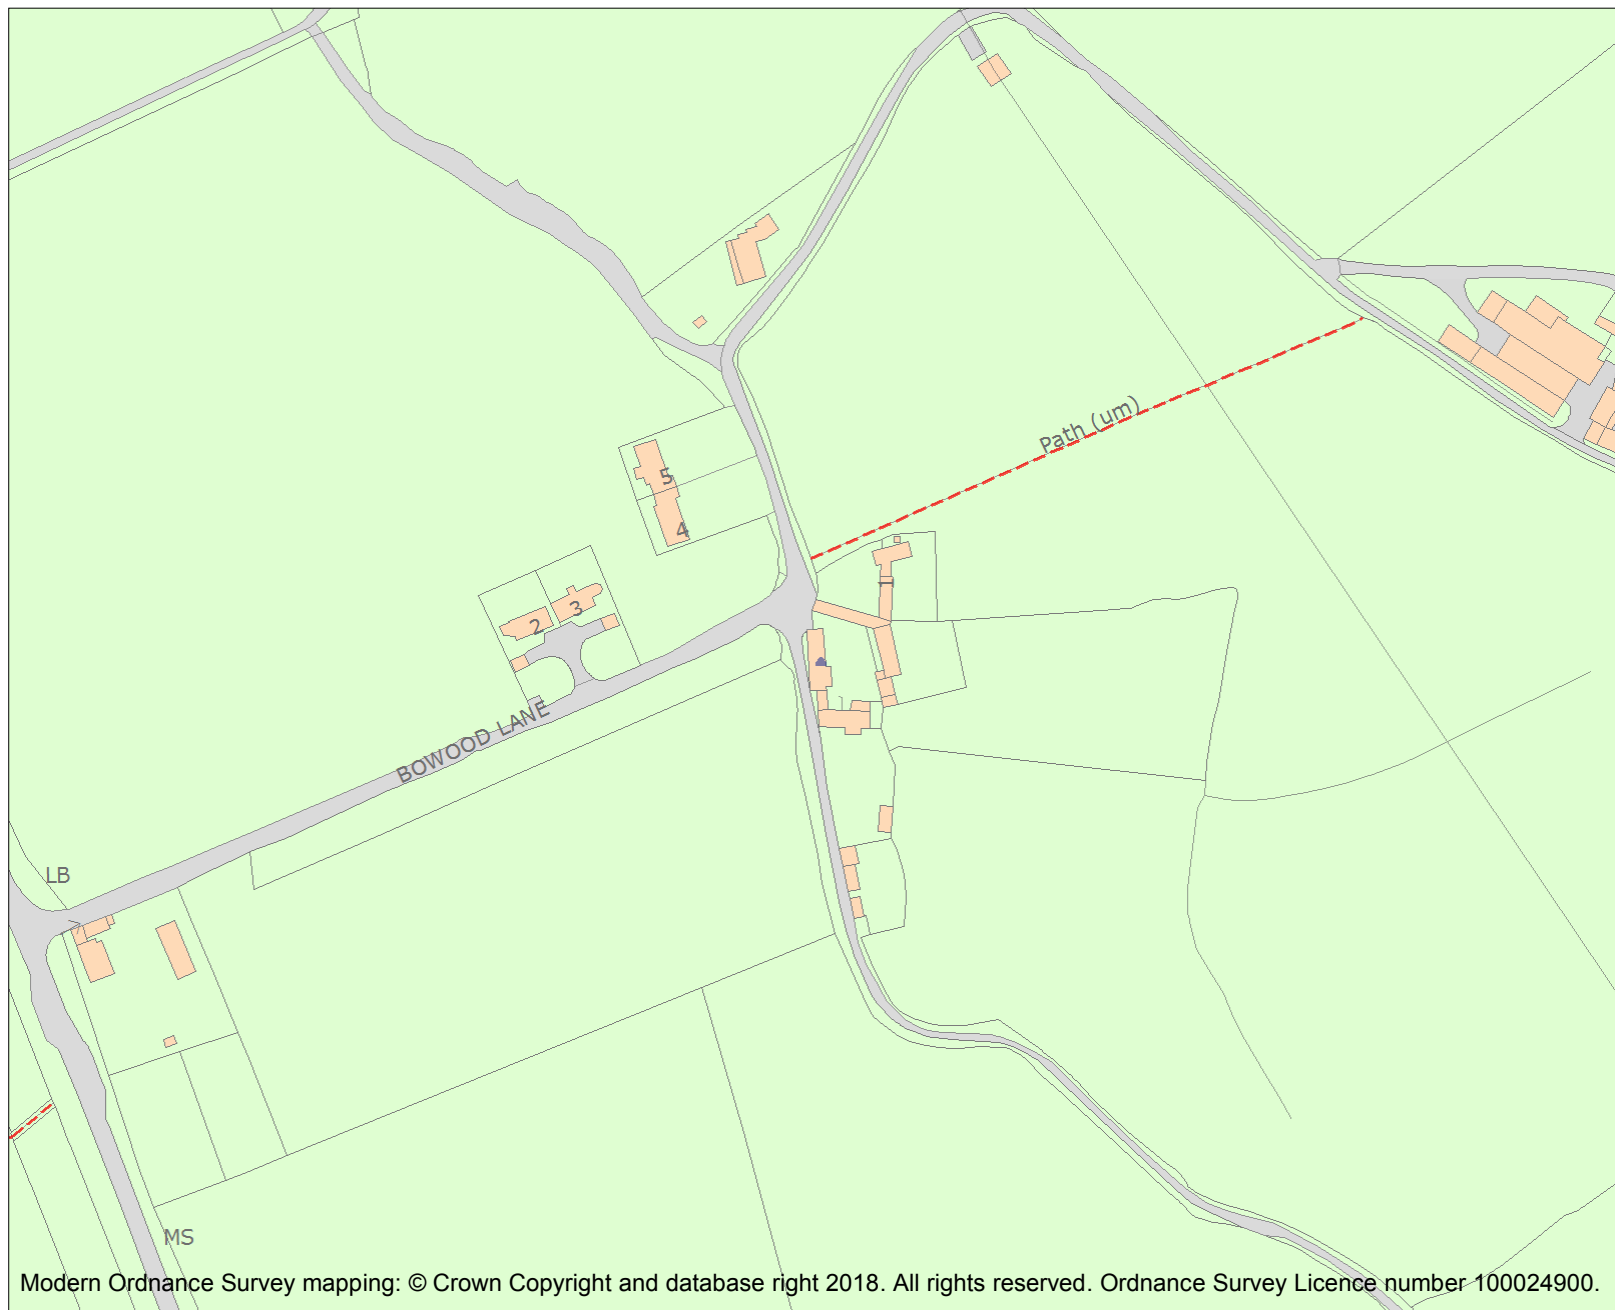 Path (um)
5
4
1
3
2
BOWOOD LANE
LB
MS
Modern Ordnance Survey mapping: © Crown Copyright and database right 2018. All rights reserved. Ordnance Survey Licence number 100024900.